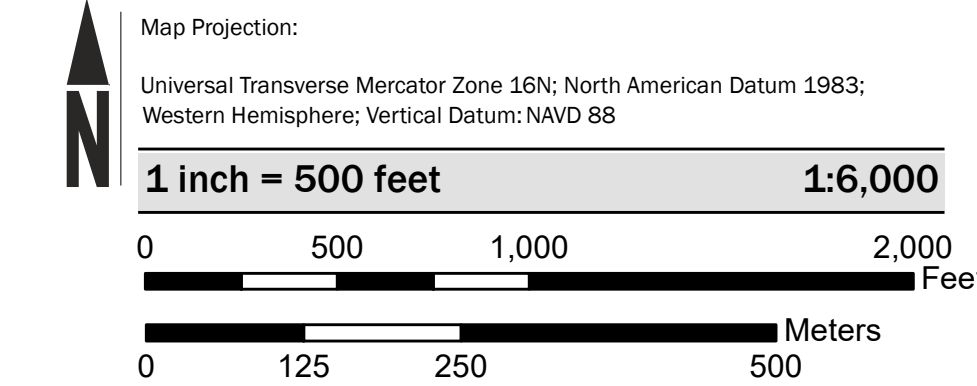 Map Projection:
Universal Transverse Mercator Zone 16N; North American Datum 1983;
Western Hemisphere; Vertical Datum: NAVD 88
N
1 inch = 500 feet 1:6,000
0 500 1,000 2,000
Fee
Meters
0 125 250 500